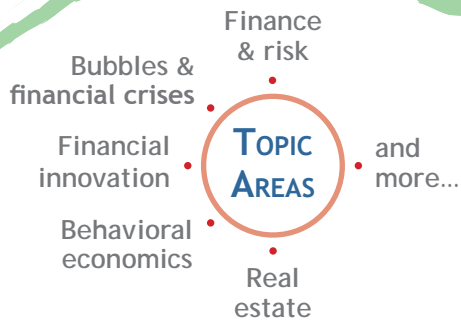 Finance
& risk
Bubbles &
financial crises
Financial
innovation
Behavioral
economics
Real
estate
and
more...
TOPIC
AREAS